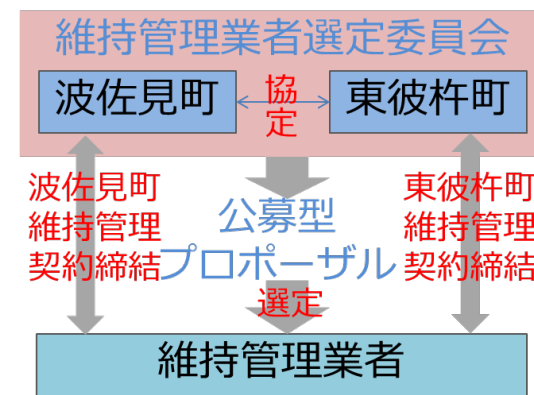 維持管理業者選定委員会
波佐見町
協
定
東彼杵町
波佐見町
維持管理
契約締結
公募型
プロポーザル
選定
東彼杵町
維持管理
契約締結
維持管理業者